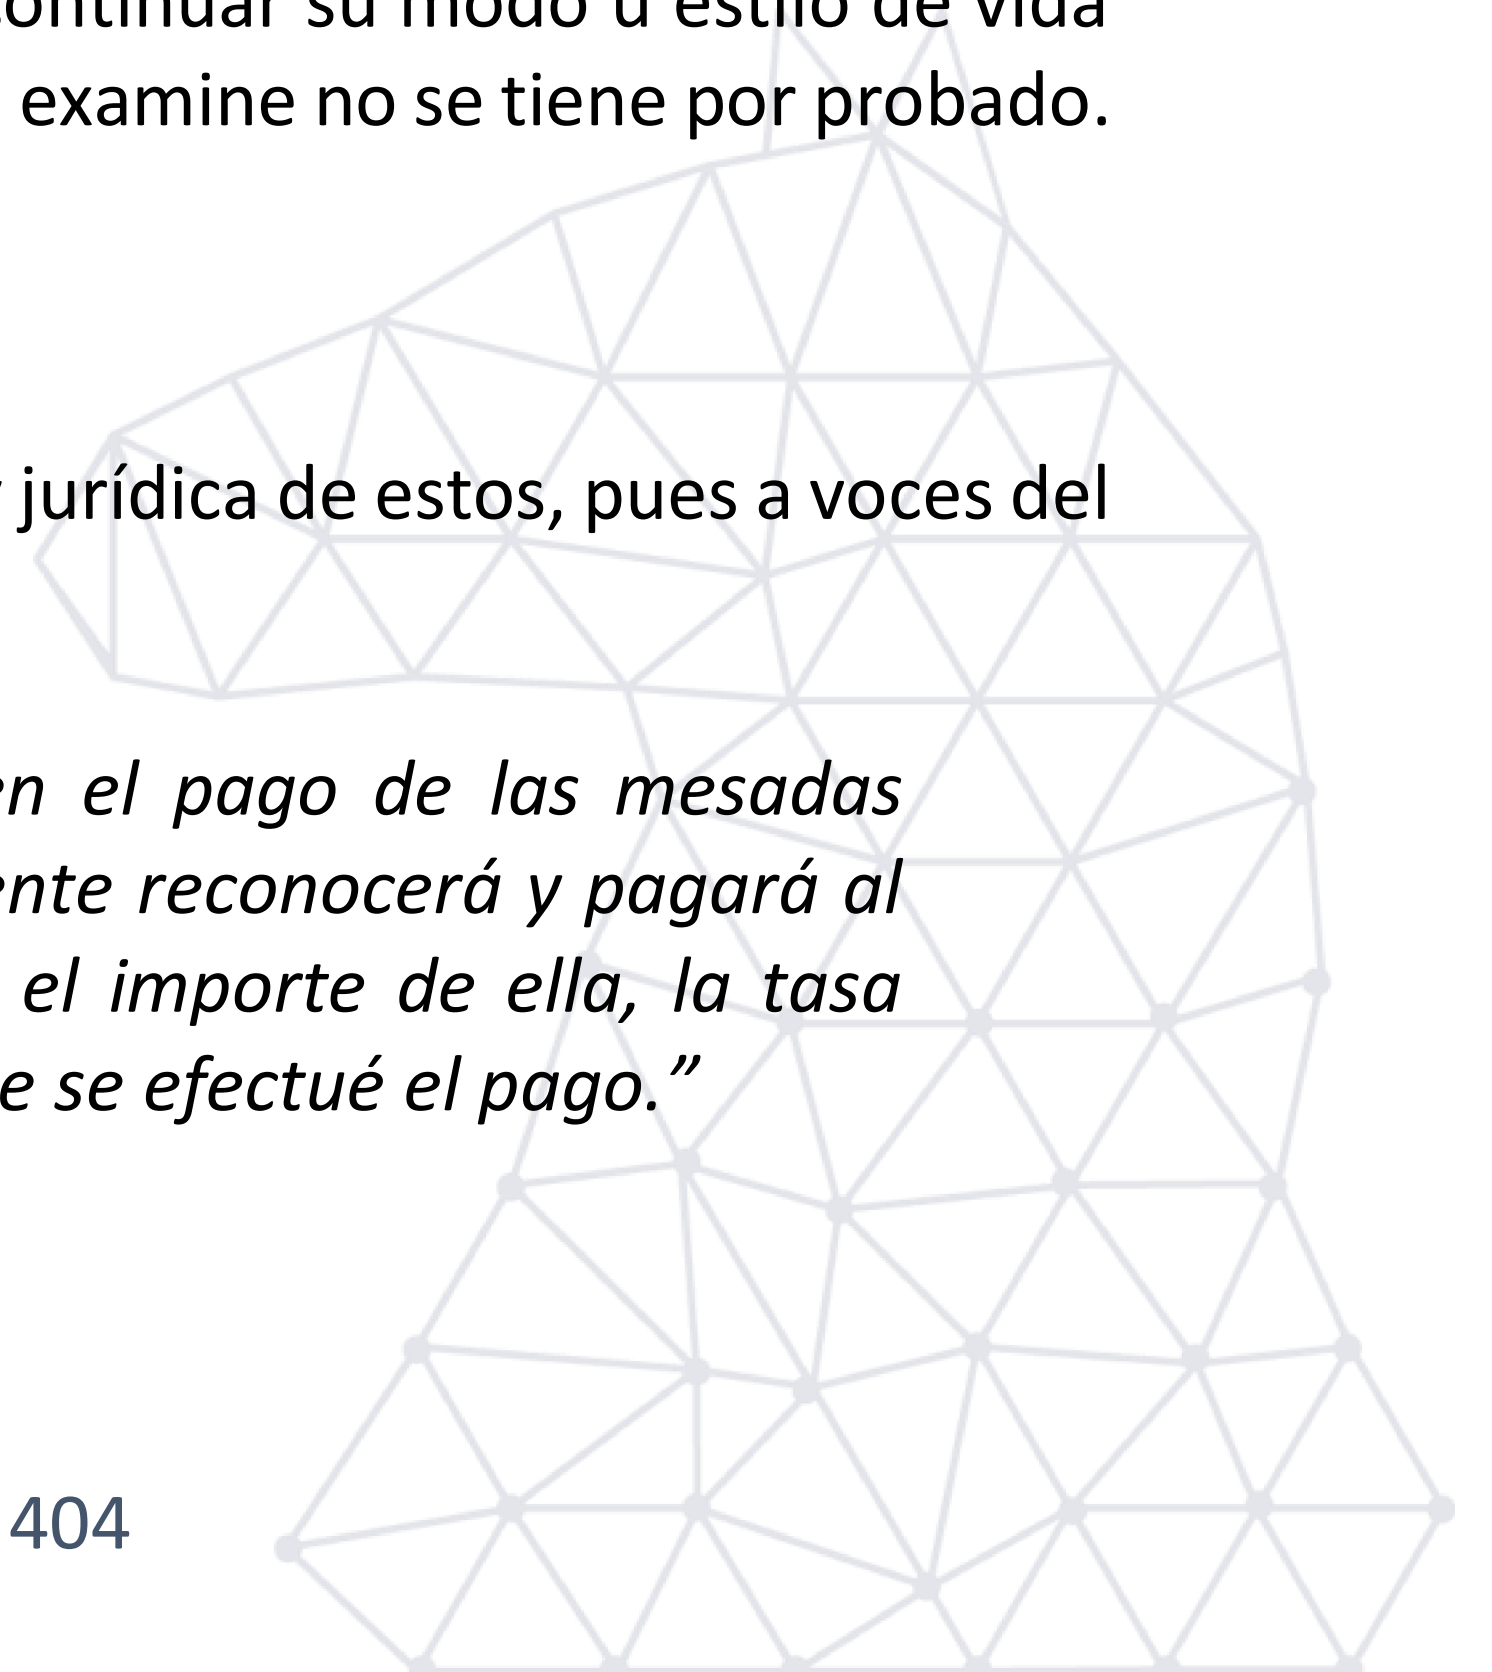 continuar su modo u estilo de vida
examine no se tiene por probado.
jurídica de estos, pues a voces del
en el pago de las mesadas
ente reconocerá y pagará al
el importe de ella, la tasa
e se efectué el pago.”
404